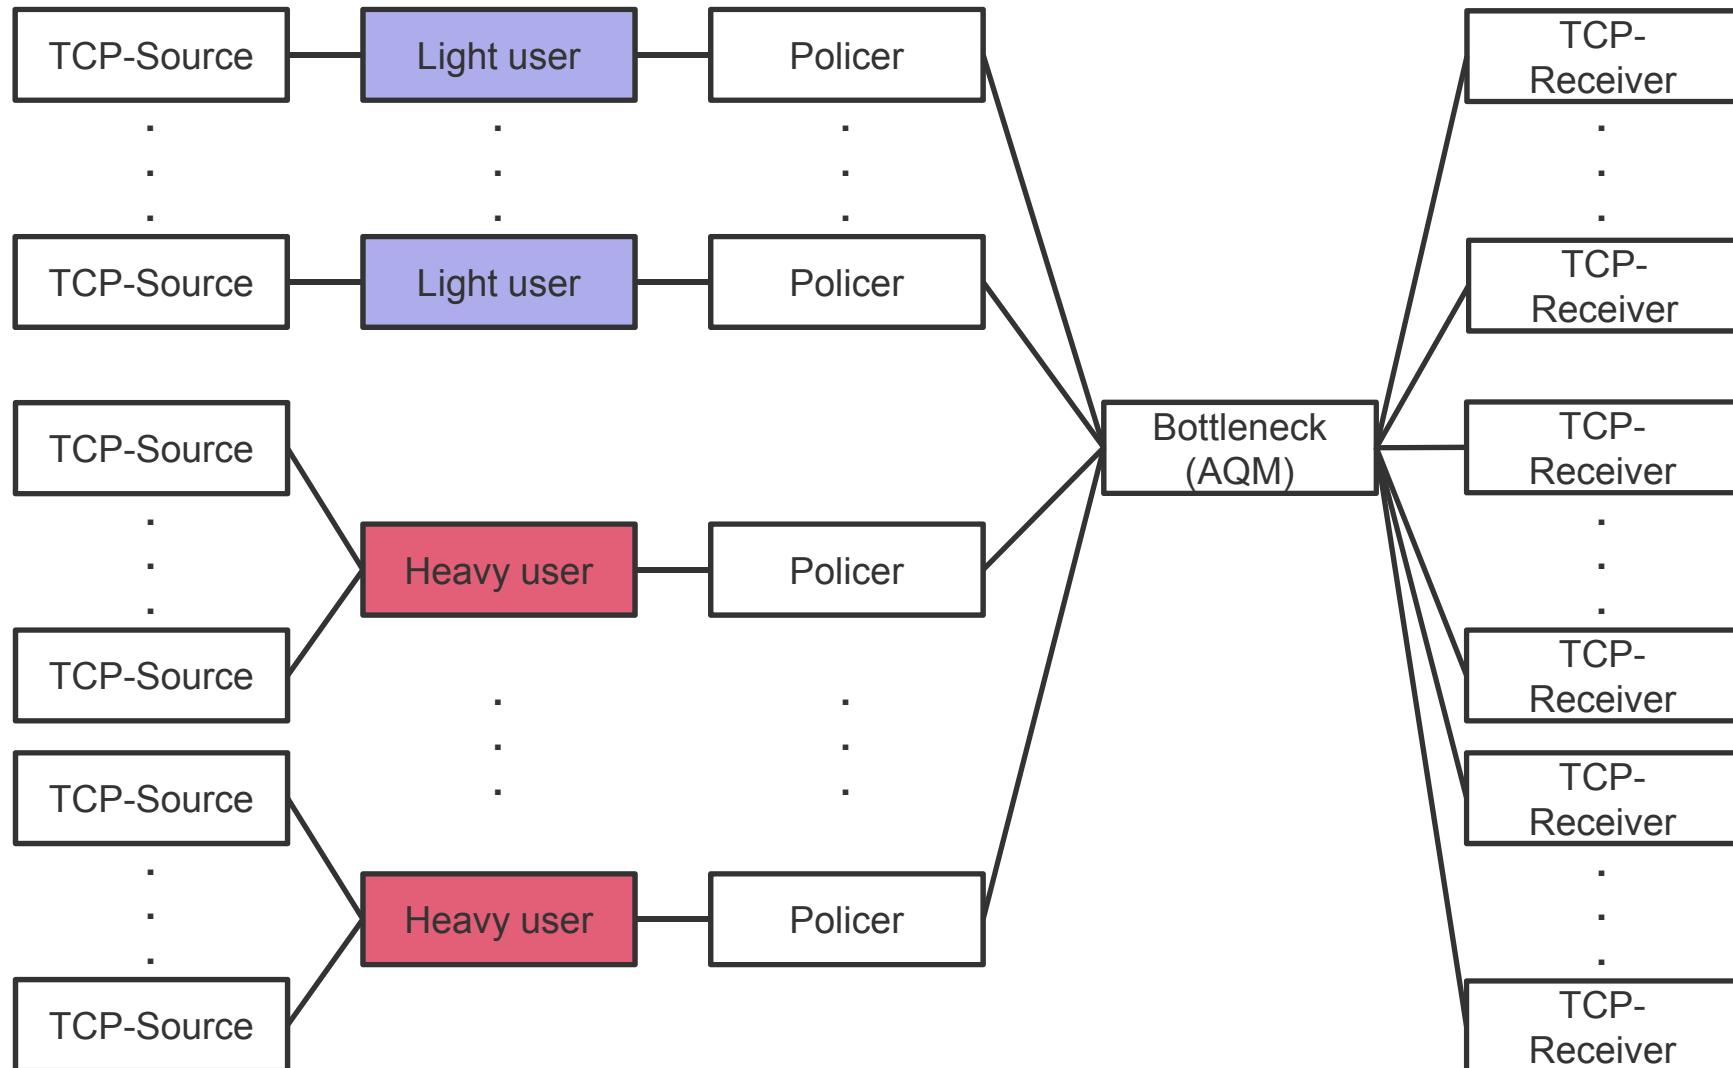 TCP-Source
Light user
Policer
TCP-
Receiver
TCP-Source
Light user
Policer
TCP-
Receiver
TCP-Source
Bottleneck
(AQM)
TCP-
Receiver
Heavy user
Policer
TCP-Source
TCP-
Receiver
TCP-Source
TCP-
Receiver
Heavy user
Policer
TCP-Source
TCP-
Receiver